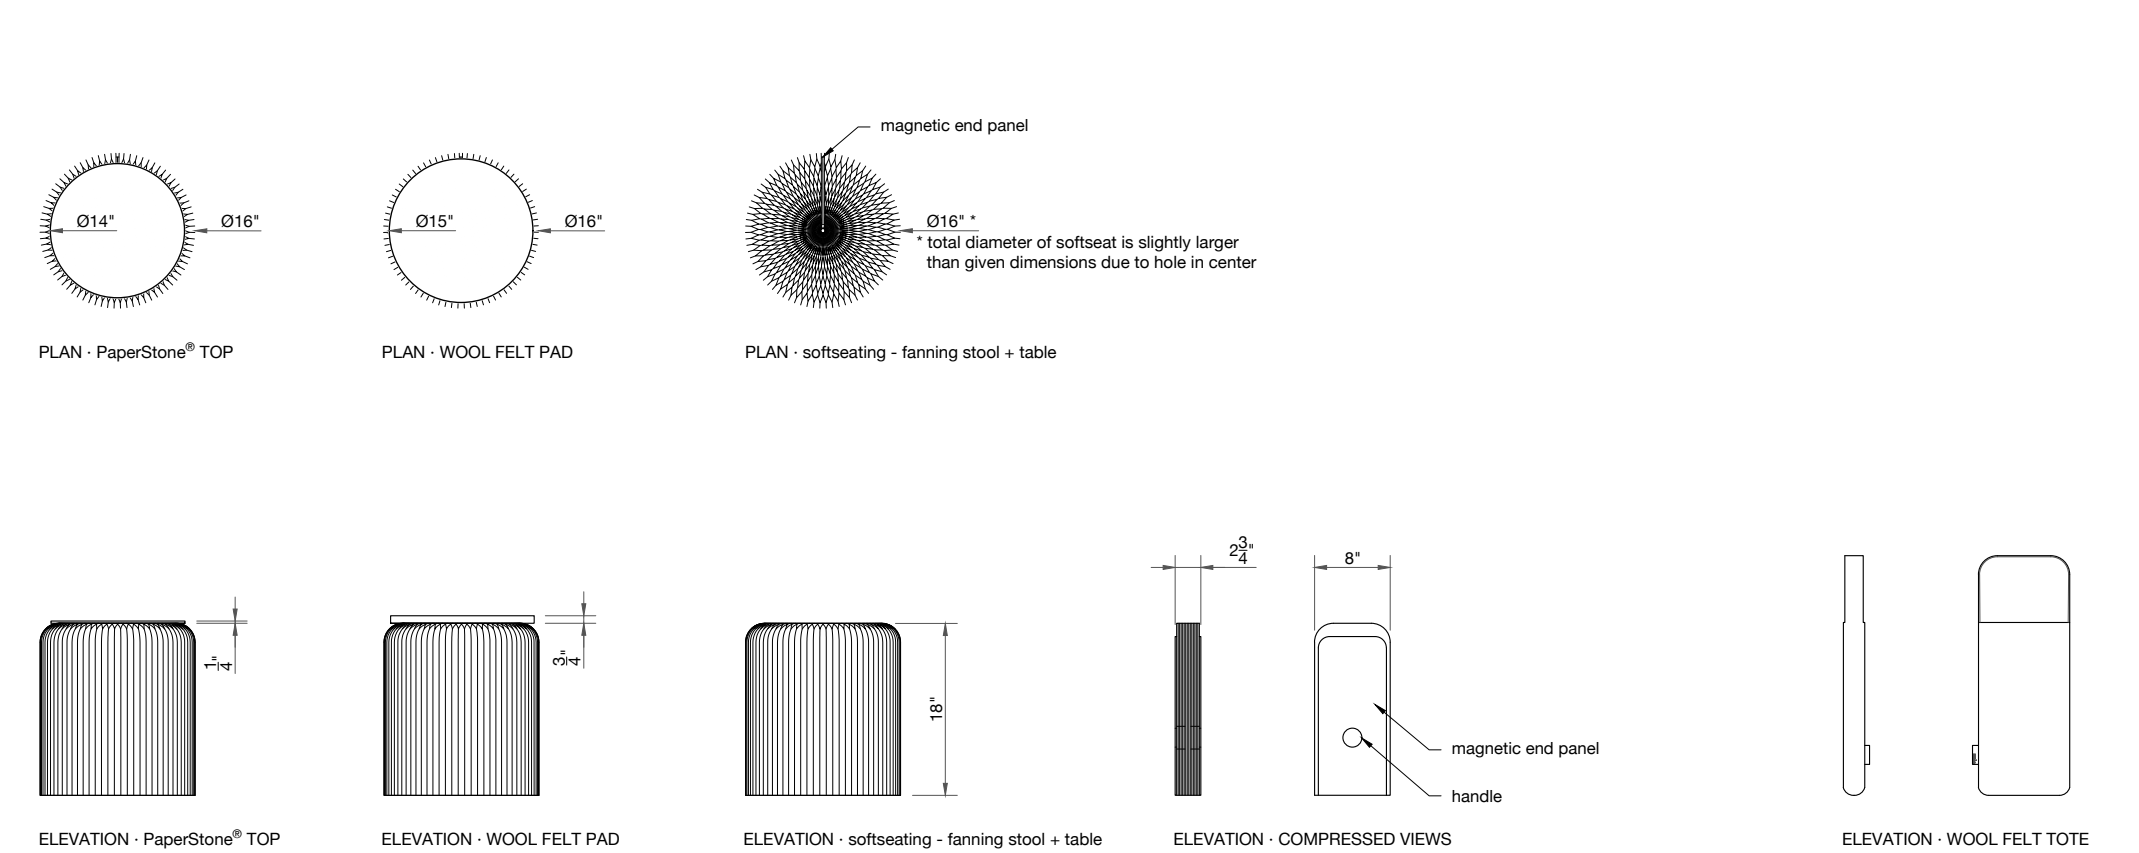 magnetic end panel
Ø14"
Ø16"
Ø15"
Ø16"
Ø16" *
* total diameter of softseat is slightly larger
than given dimensions due to hole in center
PLAN · PaperStone® TOP
PLAN · WOOL FELT PAD
PLAN · softseating - fanning stool + table
2 3/4"
8"
1/4"
3/4"
18"
magnetic end panel
handle
ELEVATION · PaperStone® TOP
ELEVATION · WOOL FELT PAD
ELEVATION · softseating - fanning stool + table
ELEVATION · COMPRESSED VIEWS
ELEVATION · WOOL FELT TOTE